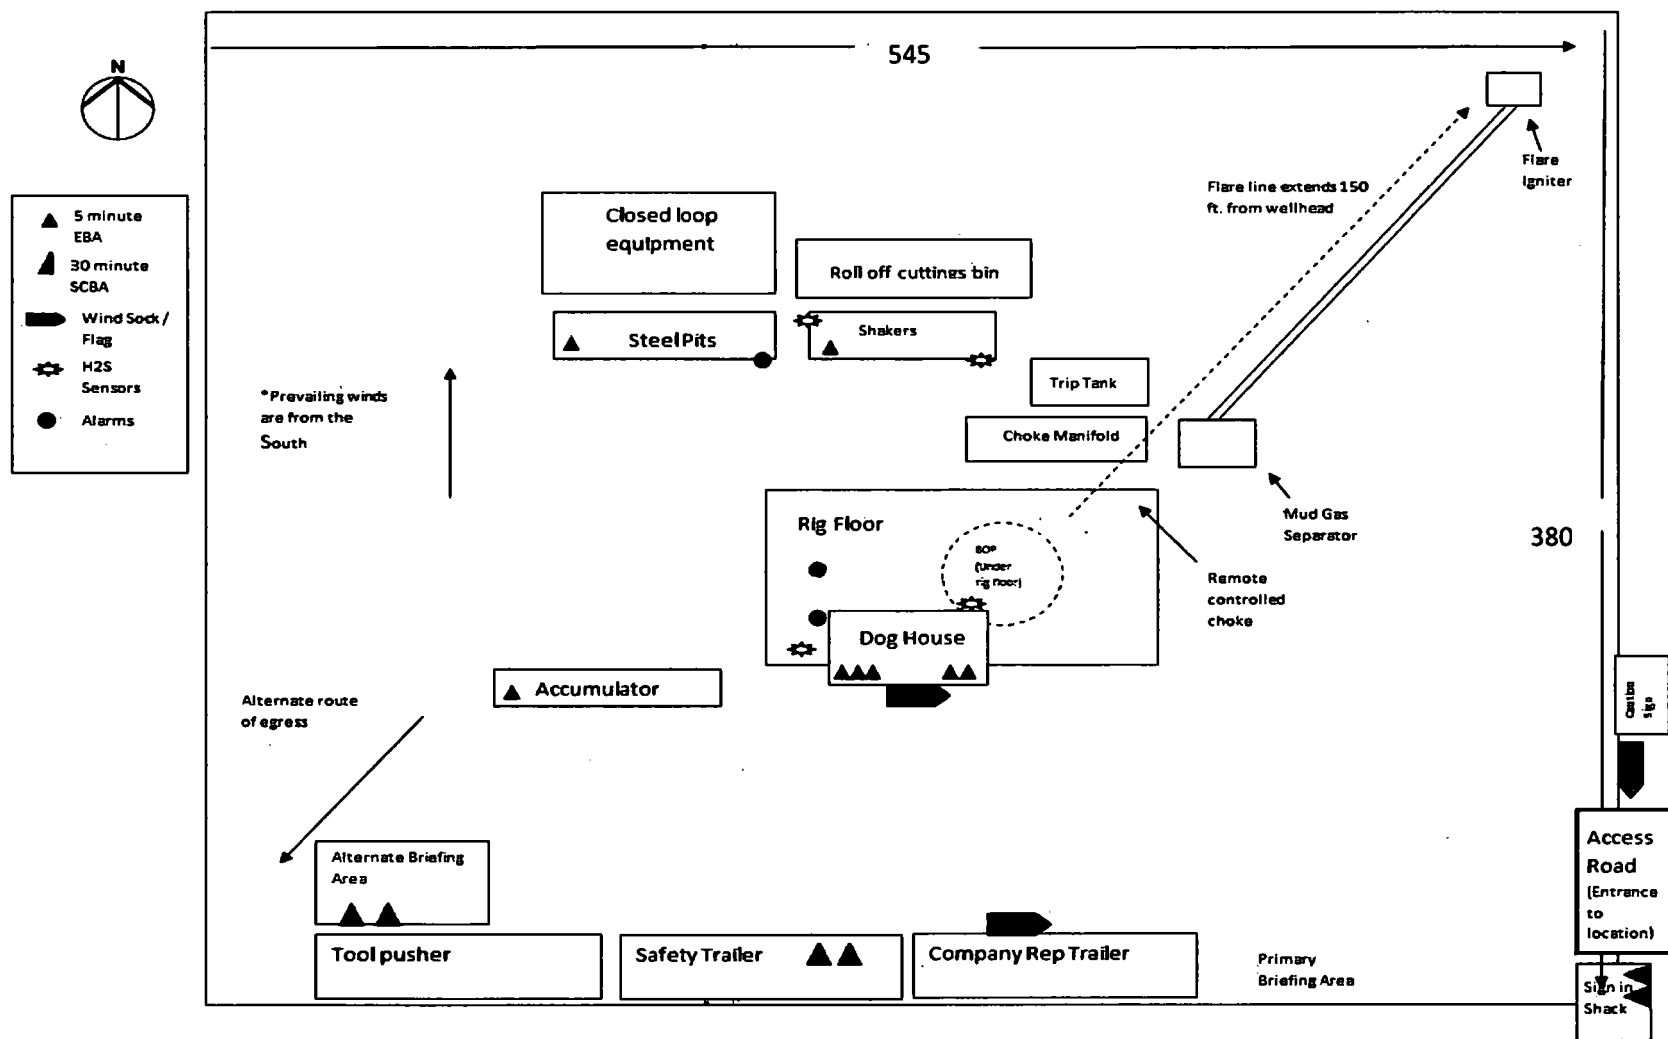 545
N
Flare
Igniter
Flare line extends 150
ft. from wellhead
5 minute
EBA
30 minute
SCBA
Wind Sock /
Flag
H2S
Sensors
Alarms
Closed loop
equipment
Roll off cuttings bin
Steel Pits
Shakers
Trip Tank
Choke Manifold
*Prevailing winds
are from the
South
Rig Floor
BOP
(Under
rig floor)
Mud Gas
Separator
380
Remote
controlled
choke
Dog House
Accumulator
Alternate route
of egress
Caution
sign
Access
Road
(Entrance
to
location)
Alternate Briefing
Area
Tool pusher
Safety Trailer
Company Rep Trailer
Primary
Briefing Area
Sign in
Shack